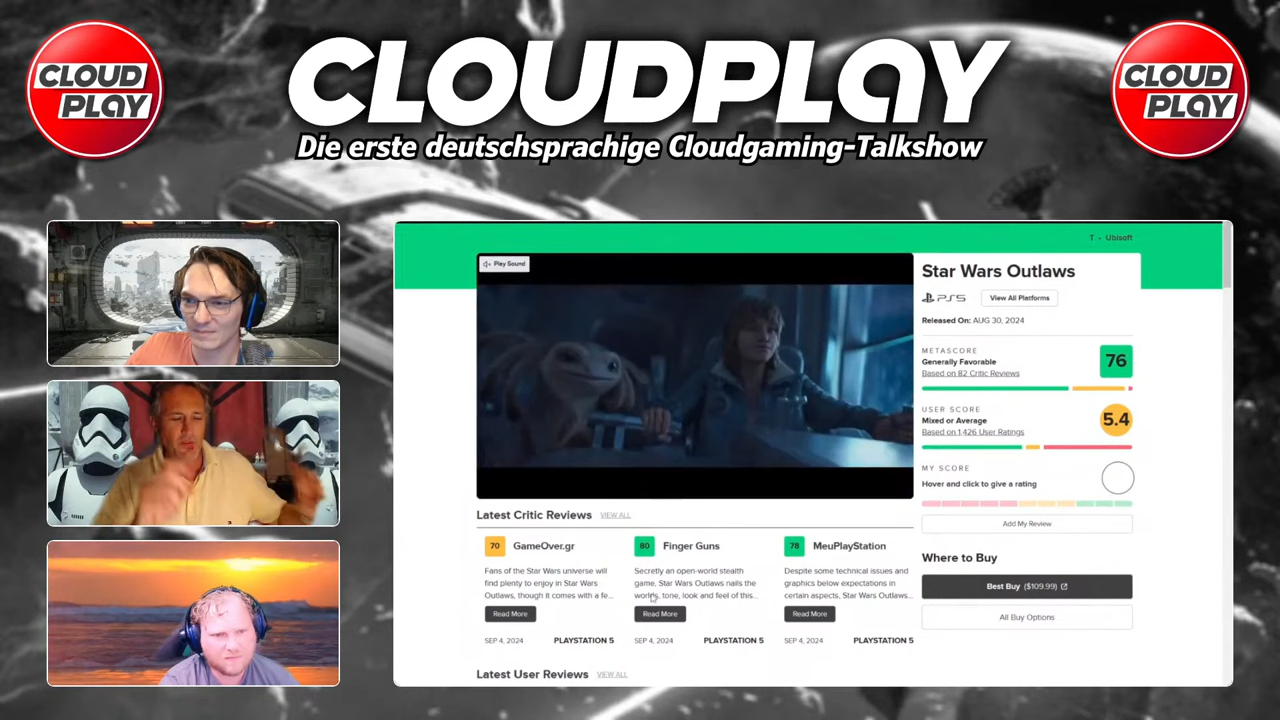 CLOUD
PLAY
CLOUDPLAY
Die erste deutschsprachige Cloudgaming-Talkshow
CLOUD
PLAY
T - Ubisoft
Play Sound
Star Wars Outlaws
PS5
View All Platforms
Released On: AUG 30, 2024
METASCORE
Generally Favorable
Based on 82 Critic Reviews
76
USER SCORE
Mixed or Average
Based on 1,426 User Ratings
5.4
MY SCORE
Hover and click to give a rating
Add My Review
Where to Buy
Best Buy ($109.99)
All Buy Options
Latest Critic Reviews VIEW ALL
70 GameOver.gr
Fans of the Star Wars universe will
find plenty to enjoy in Star Wars
Outlaws, though it comes with a fe...
Read More
SEP 4, 2024 PLAYSTATION 5
80 Finger Guns
Secretly an open-world stealth
game, Star Wars Outlaws nails the
worlds, tone, look and feel of this...
Read More
SEP 4, 2024 PLAYSTATION 5
78 MeuPlayStation
Despite some technical issues and
graphics below expectations in
certain aspects, Star Wars Outlaws...
Read More
SEP 4, 2024 PLAYSTATION 5
Latest User Reviews VIEW ALL